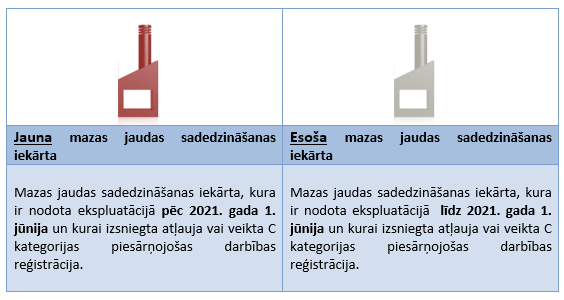 Jauna mazas jaudas sadedzināšanas
iekārta
Mazas jaudas sadedzināšanas iekārta, kura
ir nodota ekspluatācijā pēc 2021. gada 1.
jūnija un kurai izsniegta atļauja vai veikta C
kategorijas piesārņojošas darbības
reģistrācija.
Esoša mazas jaudas sadedzināšanas
iekārta
Mazas jaudas sadedzināšanas iekārta, kura
ir nodota ekspluatācijā līdz 2021. gada 1.
jūnija un kurai izsniegta atļauja vai veikta C
kategorijas piesārņojošas darbības
reģistrācija.